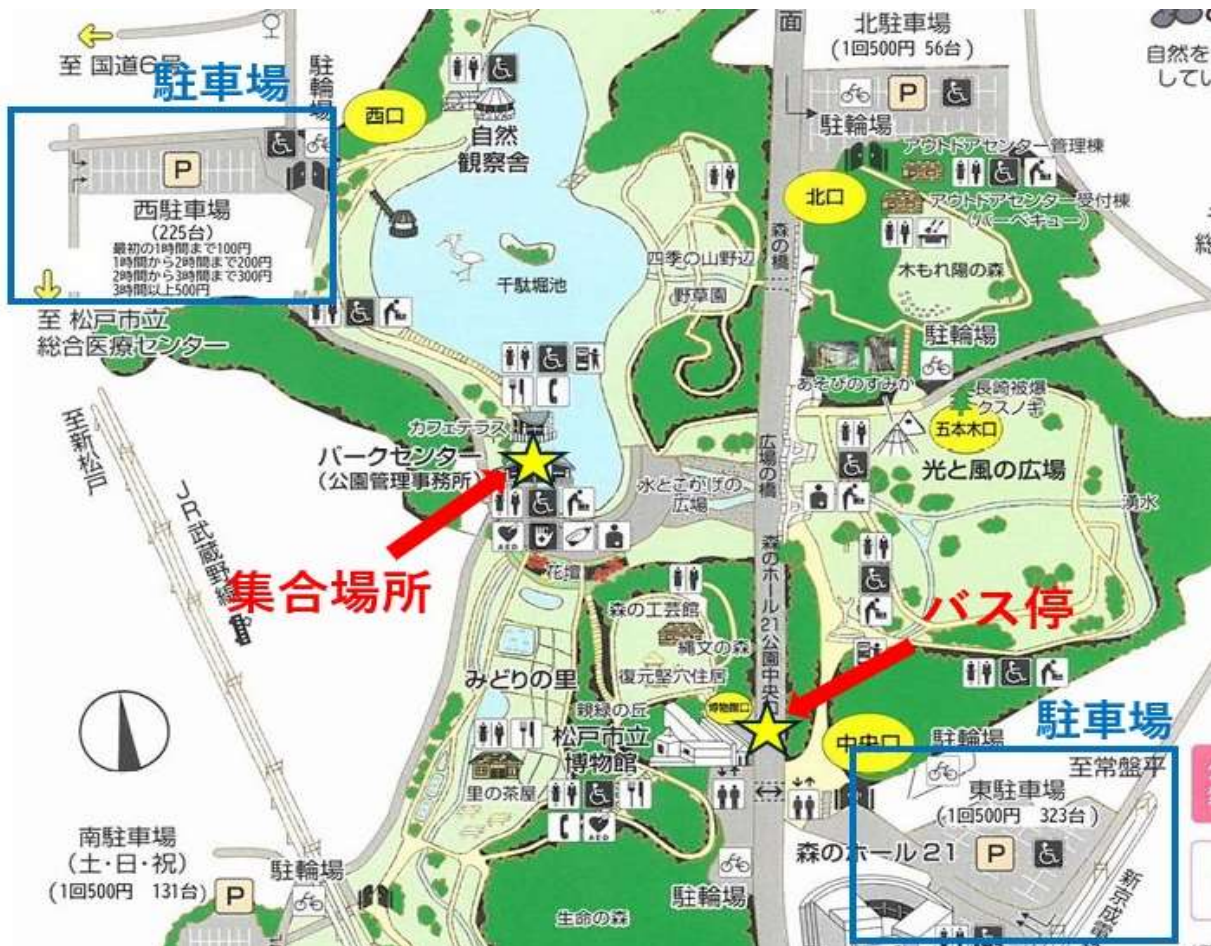 面
北駐車場
(1回500円 56台)
自然を
してい
至 国道6号
駐車場
駐輪場
西口
自然
観察舎
P
駐輪場
アウトドアセンター管理棟
アウトドアセンター受付棟
(バーベキュー)
北口
P
西駐車場
(225台)
最初の1時間まで100円
1時間から2時間まで200円
2時間から3時間まで300円
3時間以上500円
森の橋
四季の山野辺
木もれ陽の森
千駄堀池
野草園
総
至 松戸市立
総合医療センター
駐輪場
あそびのすみか
長崎被爆
クスノキ
五本木口
カフェテラス
至新松戸
パークセンター
(公園管理事務所)
広場の橋
光と風の広場
水とこかげの
広場
湧水
JR武蔵野線
AED
集合場所
花壇
森のホール21公園中央口
バス停
森の工芸館
縄文の森
復元竪穴住居
みどりの里
親緑の丘
博物館口
松戸市立
博物館
中央口
駐輪場
駐車場
至常盤平
里の茶屋
東駐車場
(1回500円 323台)
AED
南駐車場
(土・日・祝)
(1回500円 131台)
駐輪場
P
森のホール21
P
駐輪場
生命の森
新京成電